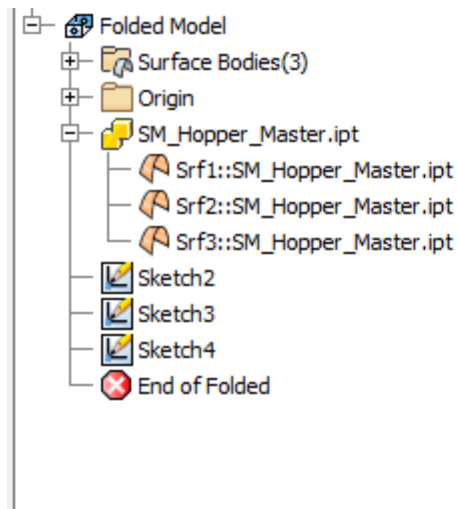 Folded Model
Surface Bodies(3)
Origin
SM_Hopper_Master.ipt
Srf1::SM_Hopper_Master.ipt
Srf2::SM_Hopper_Master.ipt
Srf3::SM_Hopper_Master.ipt
Sketch2
Sketch3
Sketch4
End of Folded